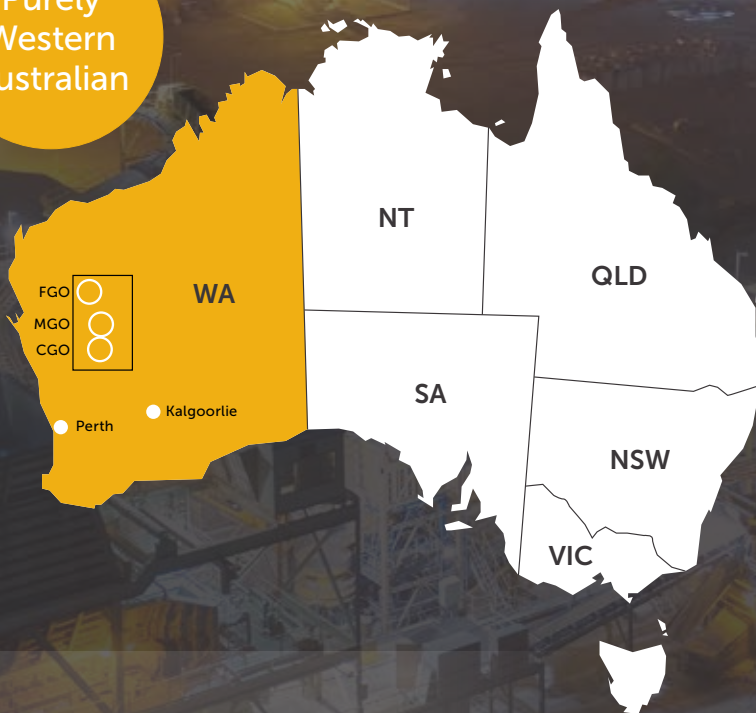 Purely
Western
Australian
NT
QLD
WA
FGO
MGO
CGO
SA
Kalgoorlie
Perth
NSW
VIC